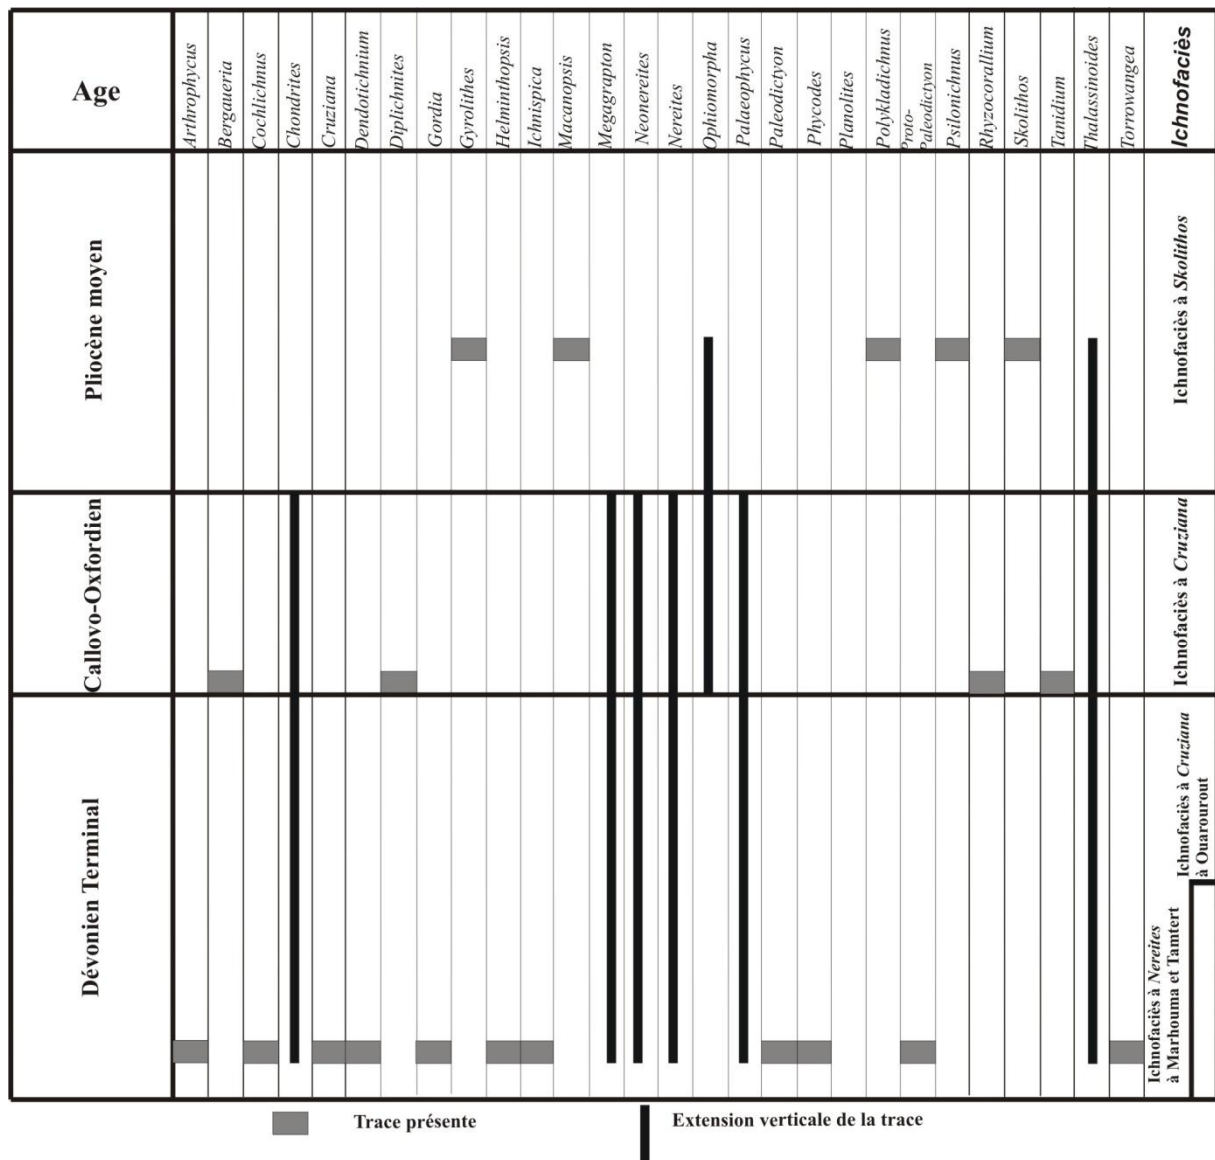 Age
Arthrophycus
Bergaueria
Cochlichnus
Chondrites
Cruziana
Dendotichnium
Diplichnites
Gordia
Gyrolithes
Helminthopsis
Ichnispica
Macanopsis
Megagrapton
Neonereites
Nereites
Ophiomorpha
Palaeophycus
Paleodictyon
Phycodes
Planolites
Polykladichnus
Proto-
Paleodictyon
Psilonichnus
Rhyzocorallium
Skolithos
Tanidium
Thalassinoides
Torrowangea
Ichnofaciès
Pliocène moyen
Ichnofaciès à Skolithos
Callovo-Oxfordien
Ichnofaciès à Cruziana
Dévonien Terminal
Ichnofaciès à Cruziana
à Ouarourout
Ichnofaciès à Nereites
à Marhouma et Tamtert
Trace présente
Extension verticale de la trace